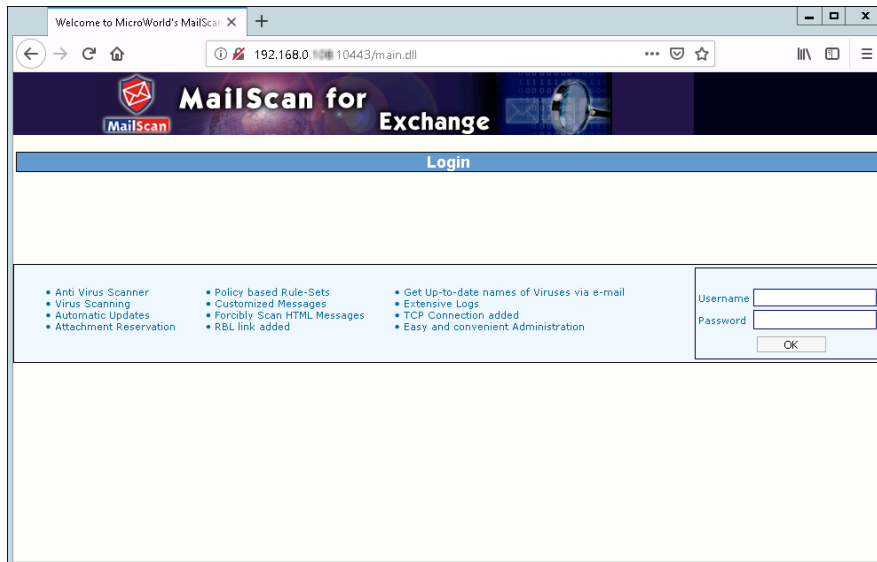 Welcome to MicroWorld's MailScan
192.168.0. 10443/main.dll
MailScan
MailScan for
Exchange
Login
• Anti Virus Scanner
• Virus Scanning
• Automatic Updates
• Attachment Reservation
• Policy based Rule-Sets
• Customized Messages
• Forcibly Scan HTML Messages
• RBL link added
• Get Up-to-date names of Viruses via e-mail
• Extensive Logs
• TCP Connection added
• Easy and convenient Administration
Username
Password
OK